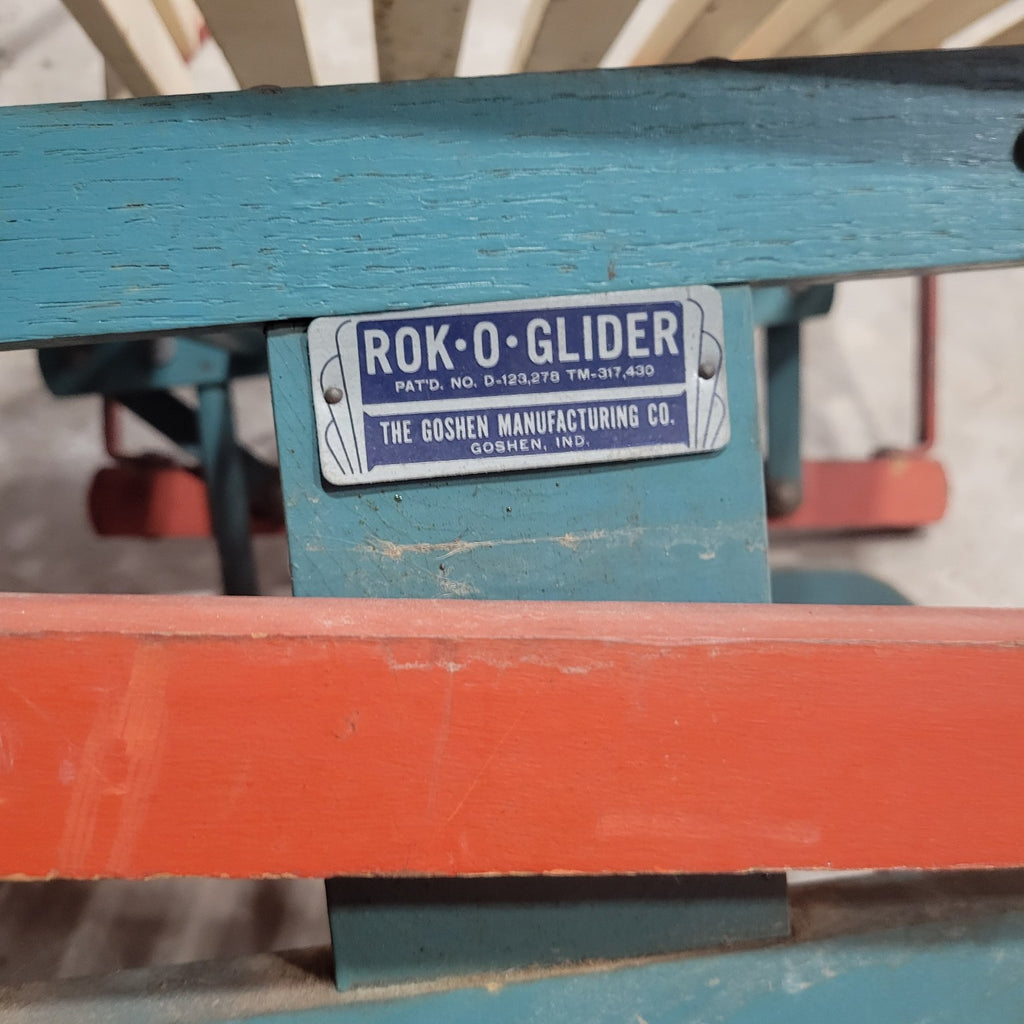 ROK•O•GLIDER
PAT'D. NO. D-123,278 TM-317,430
THE GOSHEN MANUFACTURING CO.
GOSHEN, IND.